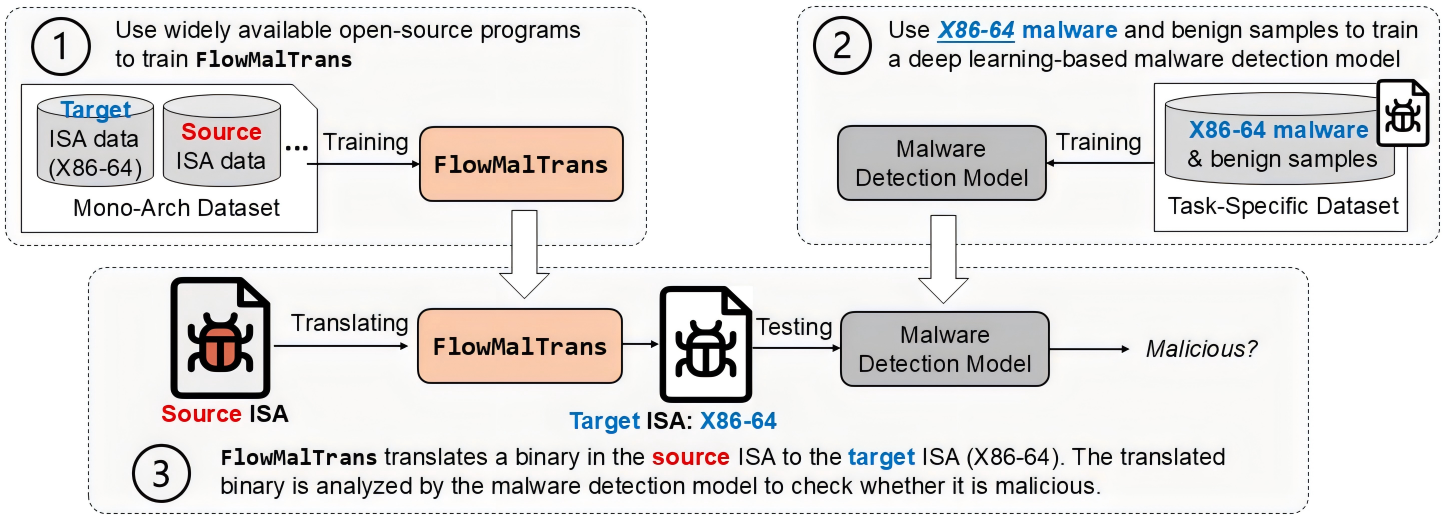 1
Use widely available open-source programs
to train FlowMalTrans
Target
ISA data
(X86-64)
Source
ISA data
...
Mono-Arch Dataset
Training
FlowMalTrans
2
Use X86-64 malware and benign samples to train
a deep learning-based malware detection model
Malware
Detection Model
Training
X86-64 malware
& benign samples
Task-Specific Dataset
Source ISA
Translating
FlowMalTrans
Target ISA: X86-64
Testing
Malware
Detection Model
Malicious?
3
FlowMalTrans translates a binary in the source ISA to the target ISA (X86-64). The translated
binary is analyzed by the malware detection model to check whether it is malicious.